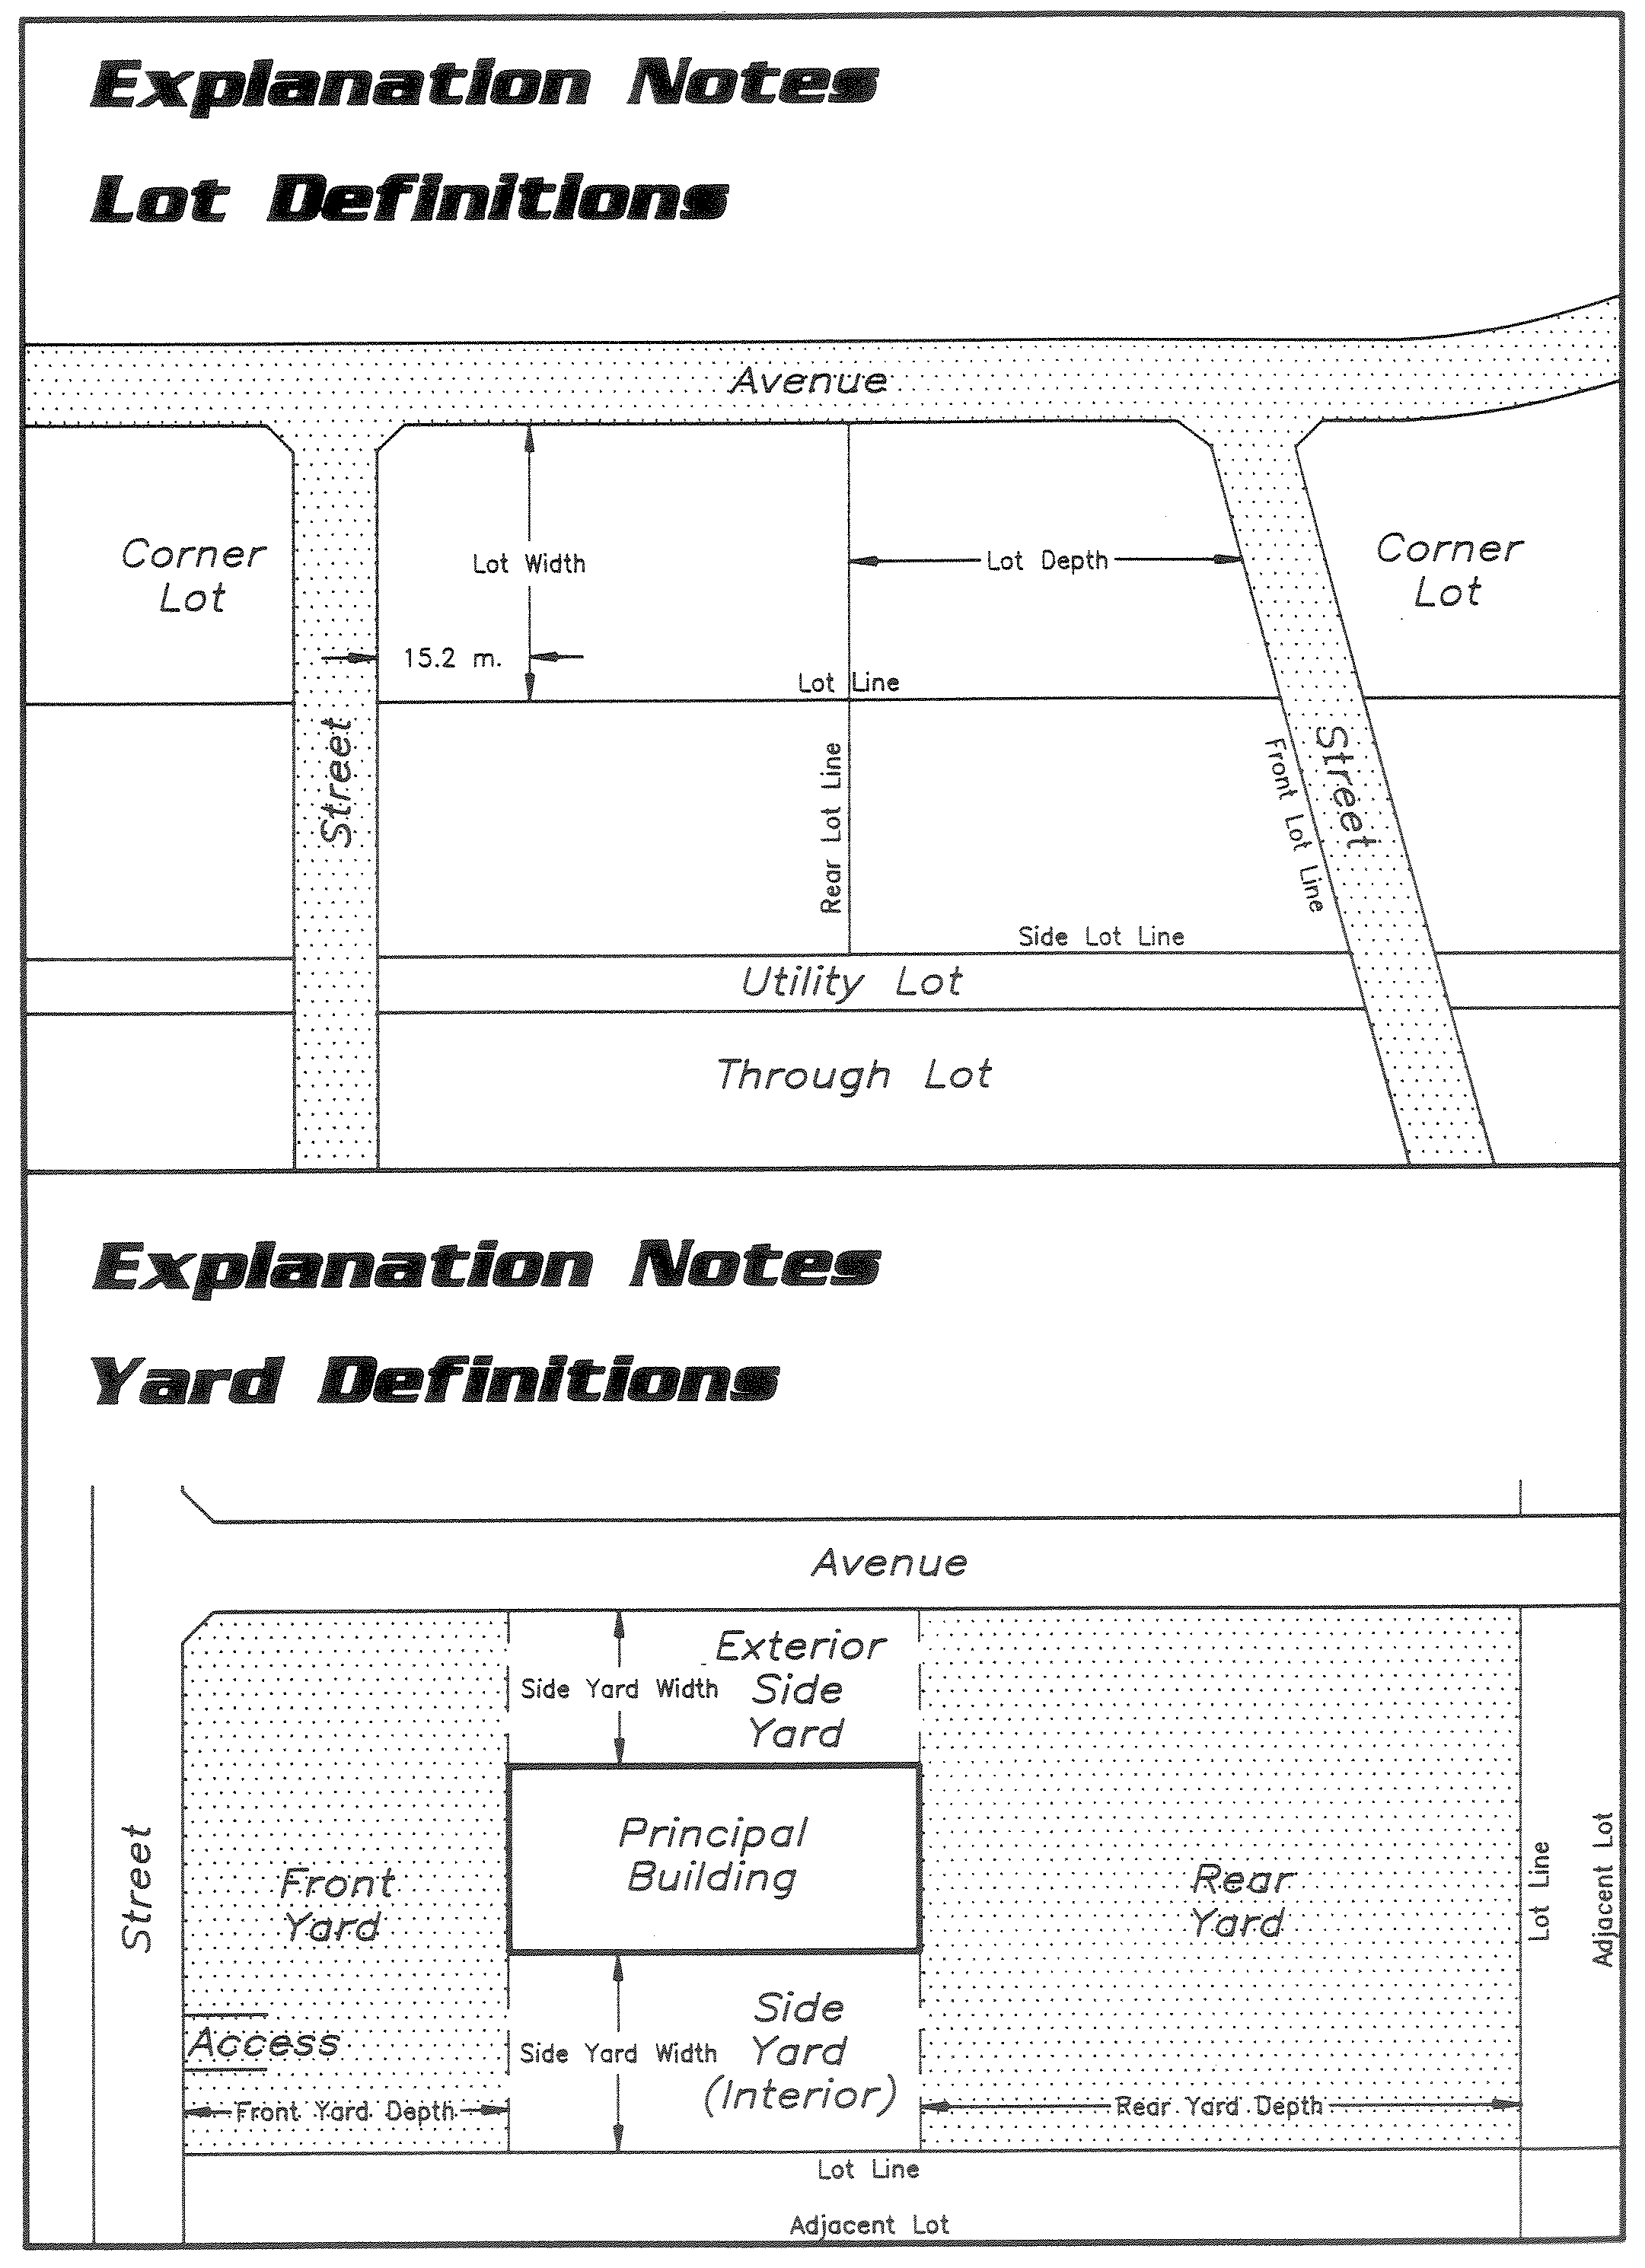 Explanation Notes
Lot Definitions
Avenue
Corner
Lot
Lot Width
Lot Depth
Corner
Lot
15.2 m.
Lot Line
Street
Rear Lot Line
Front Lot Line
Street
Side Lot Line
Utility Lot
Through Lot
Explanation Notes
Yard Definitions
Avenue
Exterior
Side
Yard
Side Yard Width
Street
Front
Yard
Principal
Building
Rear
Yard
Lot Line
Adjacent Lot
Access
Side Yard Width
Side
Yard
(Interior)
Front Yard Depth
Rear Yard Depth
Lot Line
Adjacent Lot